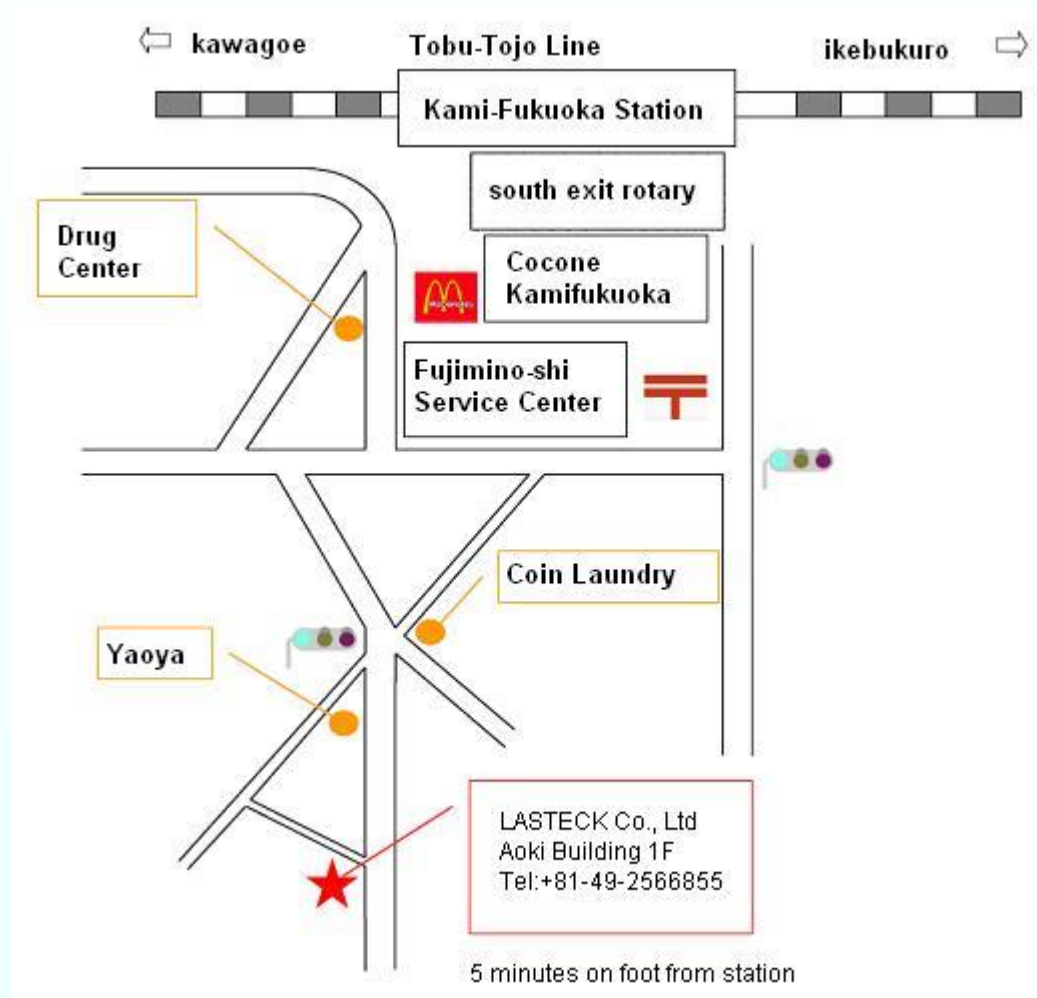 kawagoe
Tobu-Tojo Line
ikebukuro
Kami-Fukuoka Station
south exit rotary
Drug
Center
Cocone
Kamifukuoka
Fujimino-shi
Service Center
Coin Laundry
Yaoya
LASTECK Co., Ltd
Aoki Building 1F
Tel:+81-49-2566855
5 minutes on foot from station